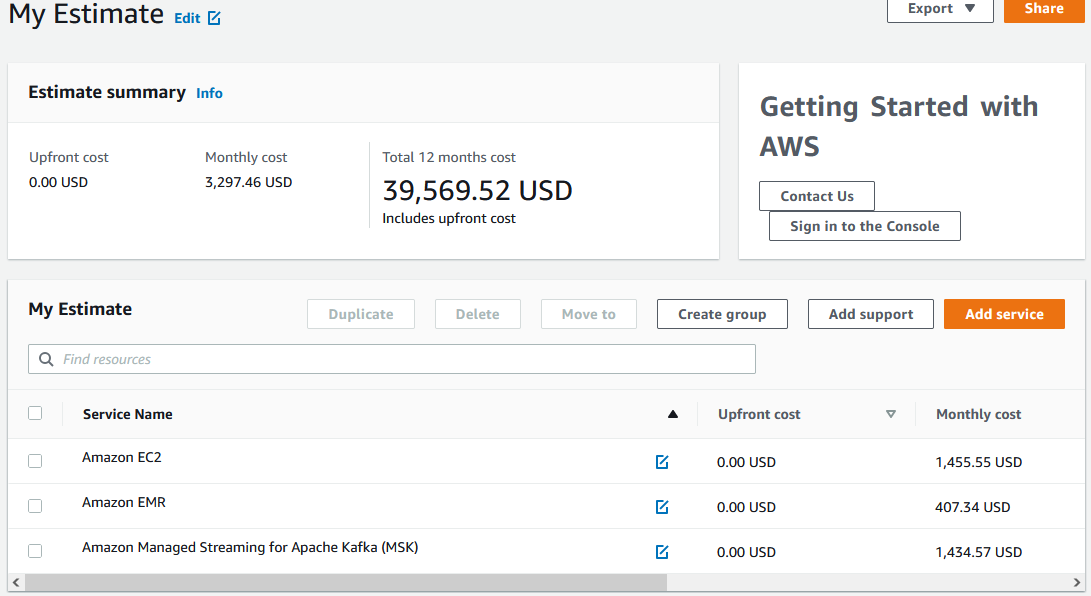 My Estimate Edit
Export
Share
Estimate summary Info
Upfront cost
0.00 USD
Monthly cost
3,297.46 USD
Total 12 months cost
39,569.52 USD
Includes upfront cost
Getting Started with
AWS
Contact Us
Sign in to the Console
My Estimate
Duplicate
Delete
Move to
Create group
Add support
Add service
Find resources
Service Name Upfront cost Monthly cost
Amazon EC2 0.00 USD 1,455.55 USD
Amazon EMR 0.00 USD 407.34 USD
Amazon Managed Streaming for Apache Kafka (MSK) 0.00 USD 1,434.57 USD